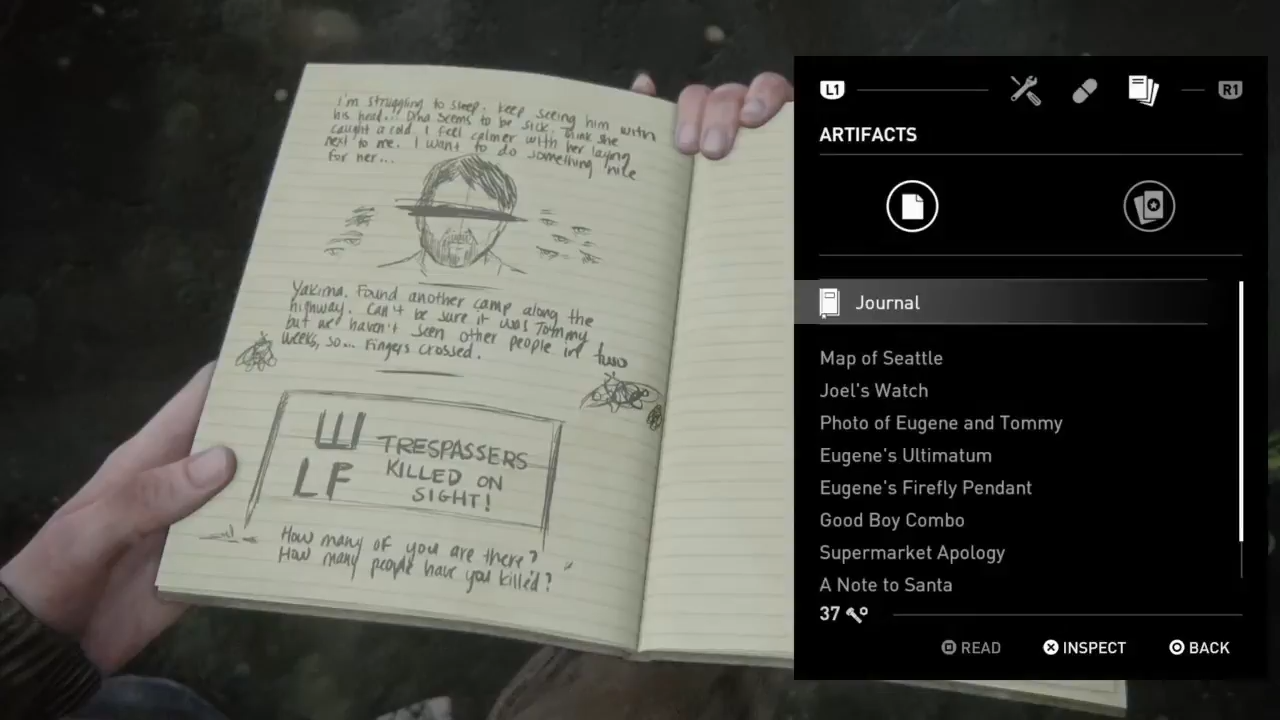 I'm struggling to sleep. Keep seeing him with
his head... Dina seems to be sick. Think she
caught a cold. I feel calmer with her laying
next to me. I want to do something nice
for her...
Yakima. Found another camp along the
highway. Can't be sure it was Tommy
but we haven't seen other people in two
weeks, so... Fingers crossed.
W TRESPASSERS
LF KILLED ON
SIGHT!
How many of you are there?
How many people have you killed?
L1
R1
ARTIFACTS
Journal
Map of Seattle
Joel's Watch
Photo of Eugene and Tommy
Eugene's Ultimatum
Eugene's Firefly Pendant
Good Boy Combo
Supermarket Apology
A Note to Santa
37
READ INSPECT BACK